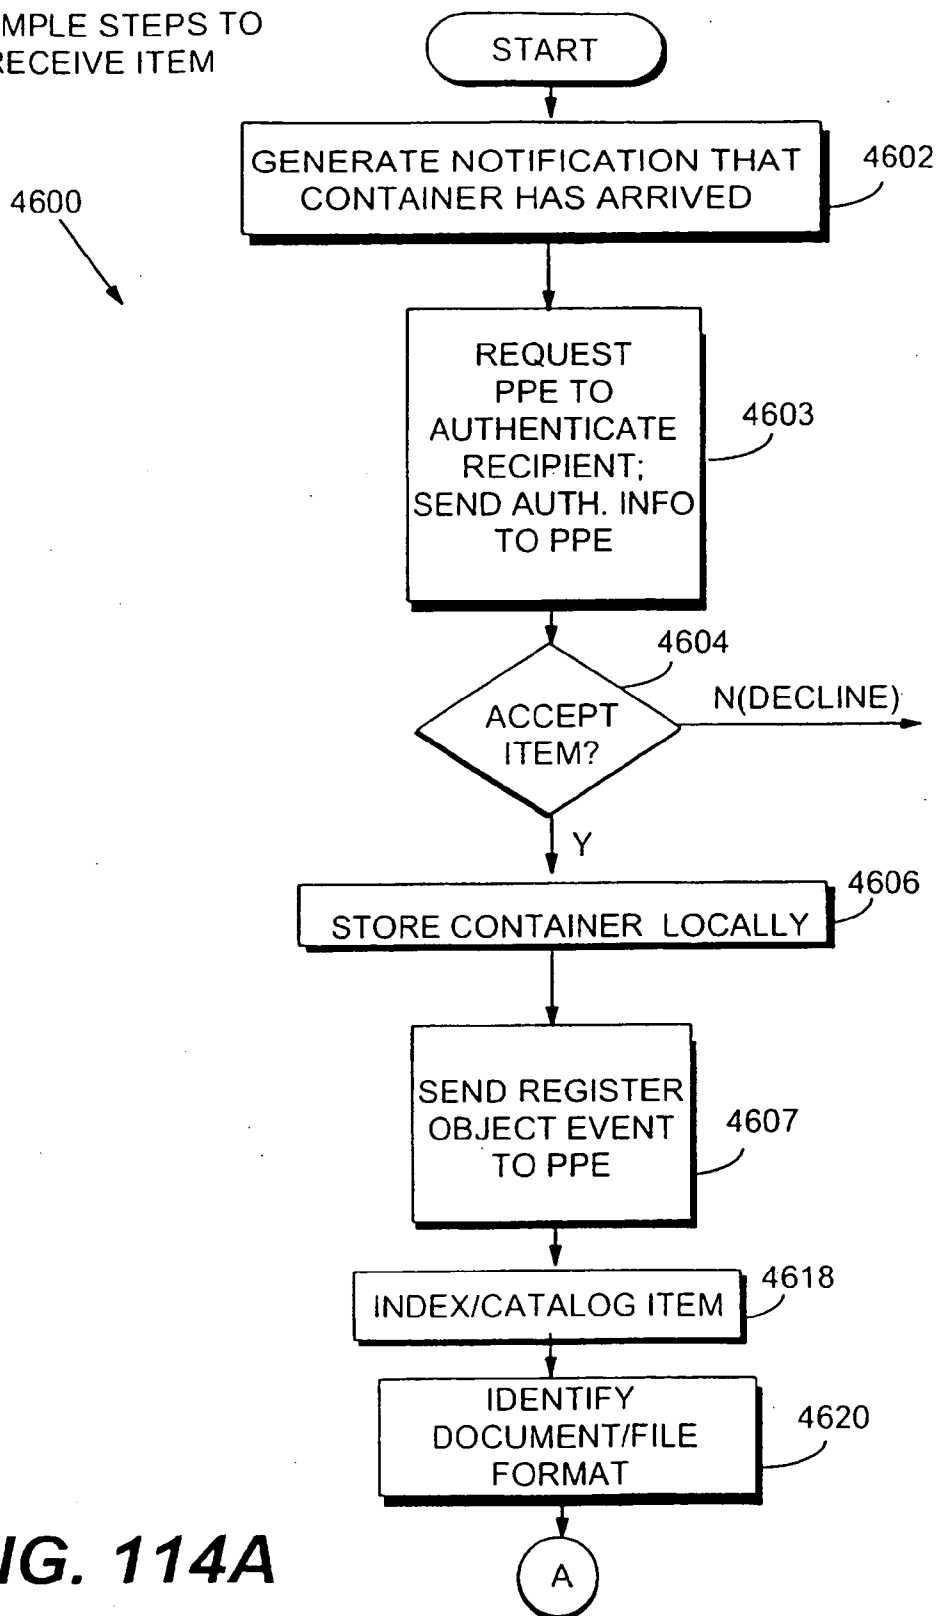 MPLE STEPS TO
RECEIVE ITEM
START
GENERATE NOTIFICATION THAT
CONTAINER HAS ARRIVED
4602
4600
REQUEST
PPE TO
AUTHENTICATE
RECIPIENT;
SEND AUTH. INFO
TO PPE
4603
4604
ACCEPT
ITEM?
N(DECLINE)
Y
4606
STORE CONTAINER LOCALLY
SEND REGISTER
OBJECT EVENT
TO PPE
4607
4618
INDEX/CATALOG ITEM
IDENTIFY
DOCUMENT/FILE
FORMAT
4620
IG. 114A
A